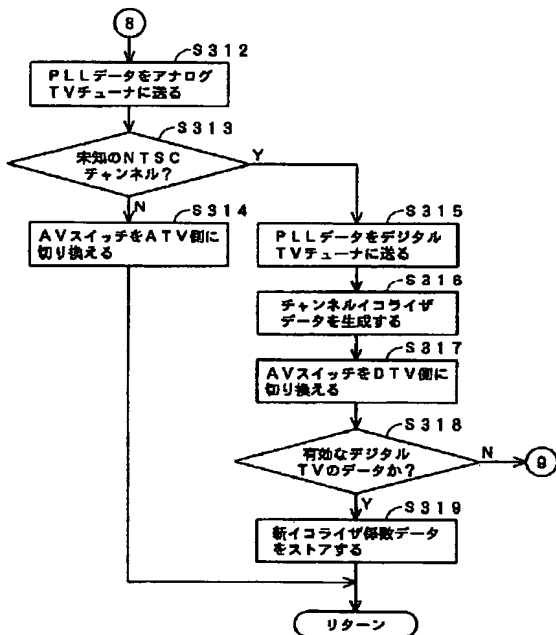 8
S312
PLLデータをアナログ
TVチューナに送る
S313
未知のNTSC
チャンネル?
Y
N
S314
AVスイッチをATV側に
切り換える
S315
PLLデータをデジタル
TVチューナに送る
S316
チャンネルイコライザ
データを生成する
S317
AVスイッチをDTV側に
切り換える
S318
有効なデジタル
TVのデータか?
N
9
Y
S319
新イコライザ係数データ
をストアする
リターン